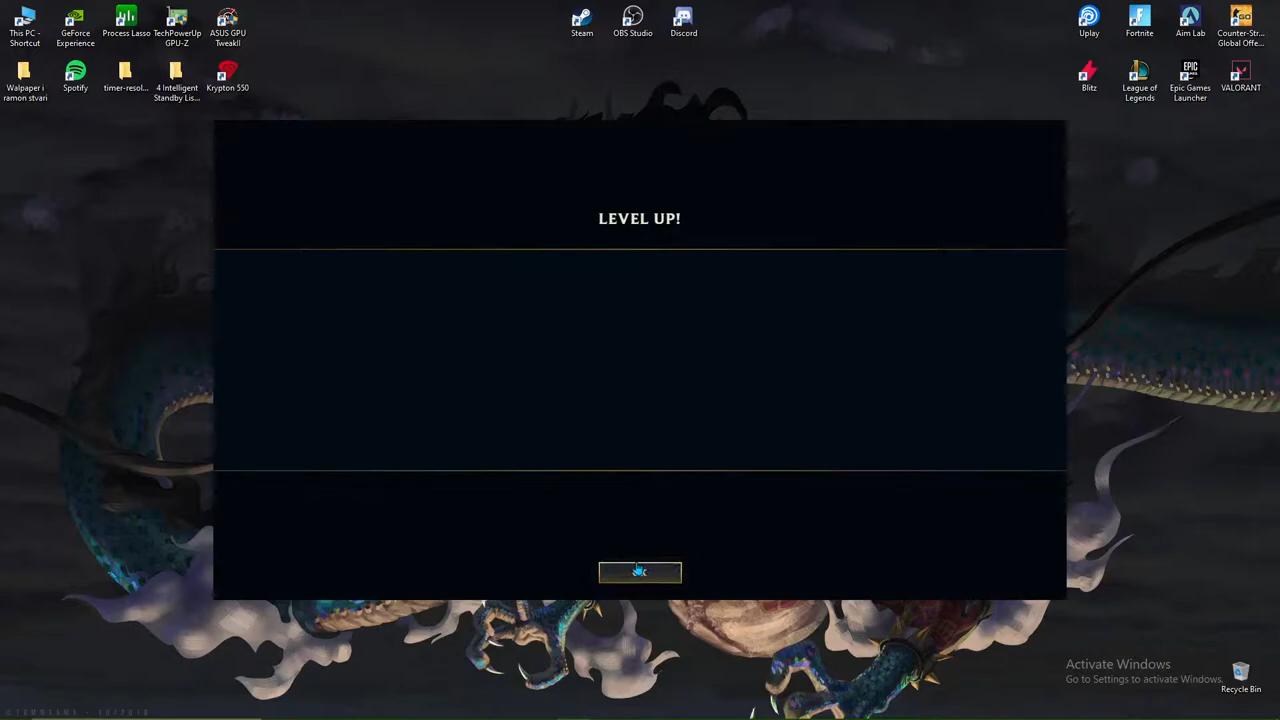 This PC -
Shortcut
GeForce
Experience
Process Lasso
TechPowerUp
GPU-Z
ASUS GPU
TweakII
Steam
OBS Studio
Discord
Uplay
Fortnite
Aim Lab
Counter-Str...
Global Offe...
Walpaper i
ramon stvari
Spotify
timer-resol...
4 Intelligent
Standby Lis...
Krypton 550
Blitz
League of
Legends
Epic Games
Launcher
VALORANT
LEVEL UP!
Activate Windows
Go to Settings to activate Windows.
Recycle Bin